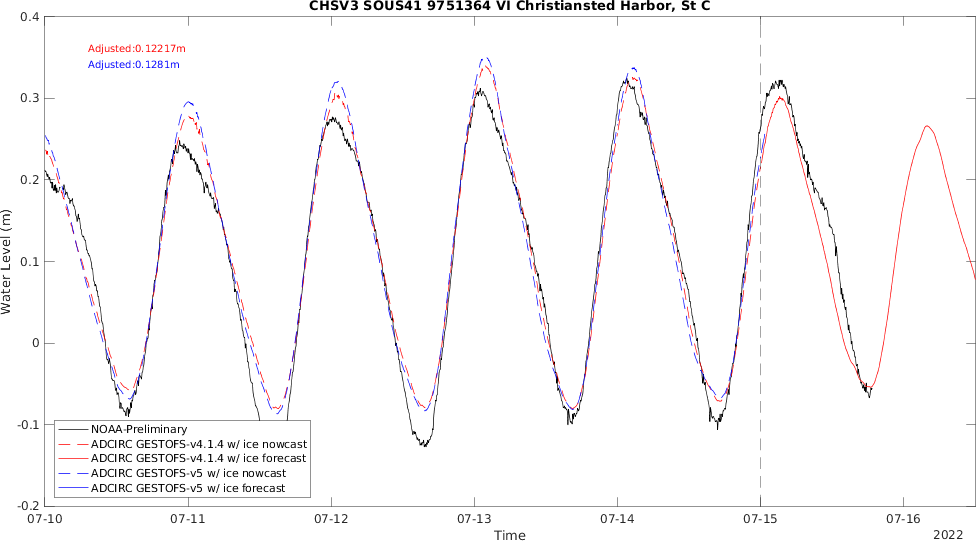 CHSV3 SOUS41 9751364 VI Christiansted Harbor, St C
Adjusted:0.12217m
Adjusted:0.1281m
0.4
0.3
0.2
0.1
0
-0.1
-0.2
Water Level (m)
NOAA-Preliminary
ADCIRC GESTOFS-v4.1.4 w/ ice nowcast
ADCIRC GESTOFS-v4.1.4 w/ ice forecast
ADCIRC GESTOFS-v5 w/ ice nowcast
ADCIRC GESTOFS-v5 w/ ice forecast
07-10 07-11 07-12 07-13 07-14 07-15 07-16
Time
2022